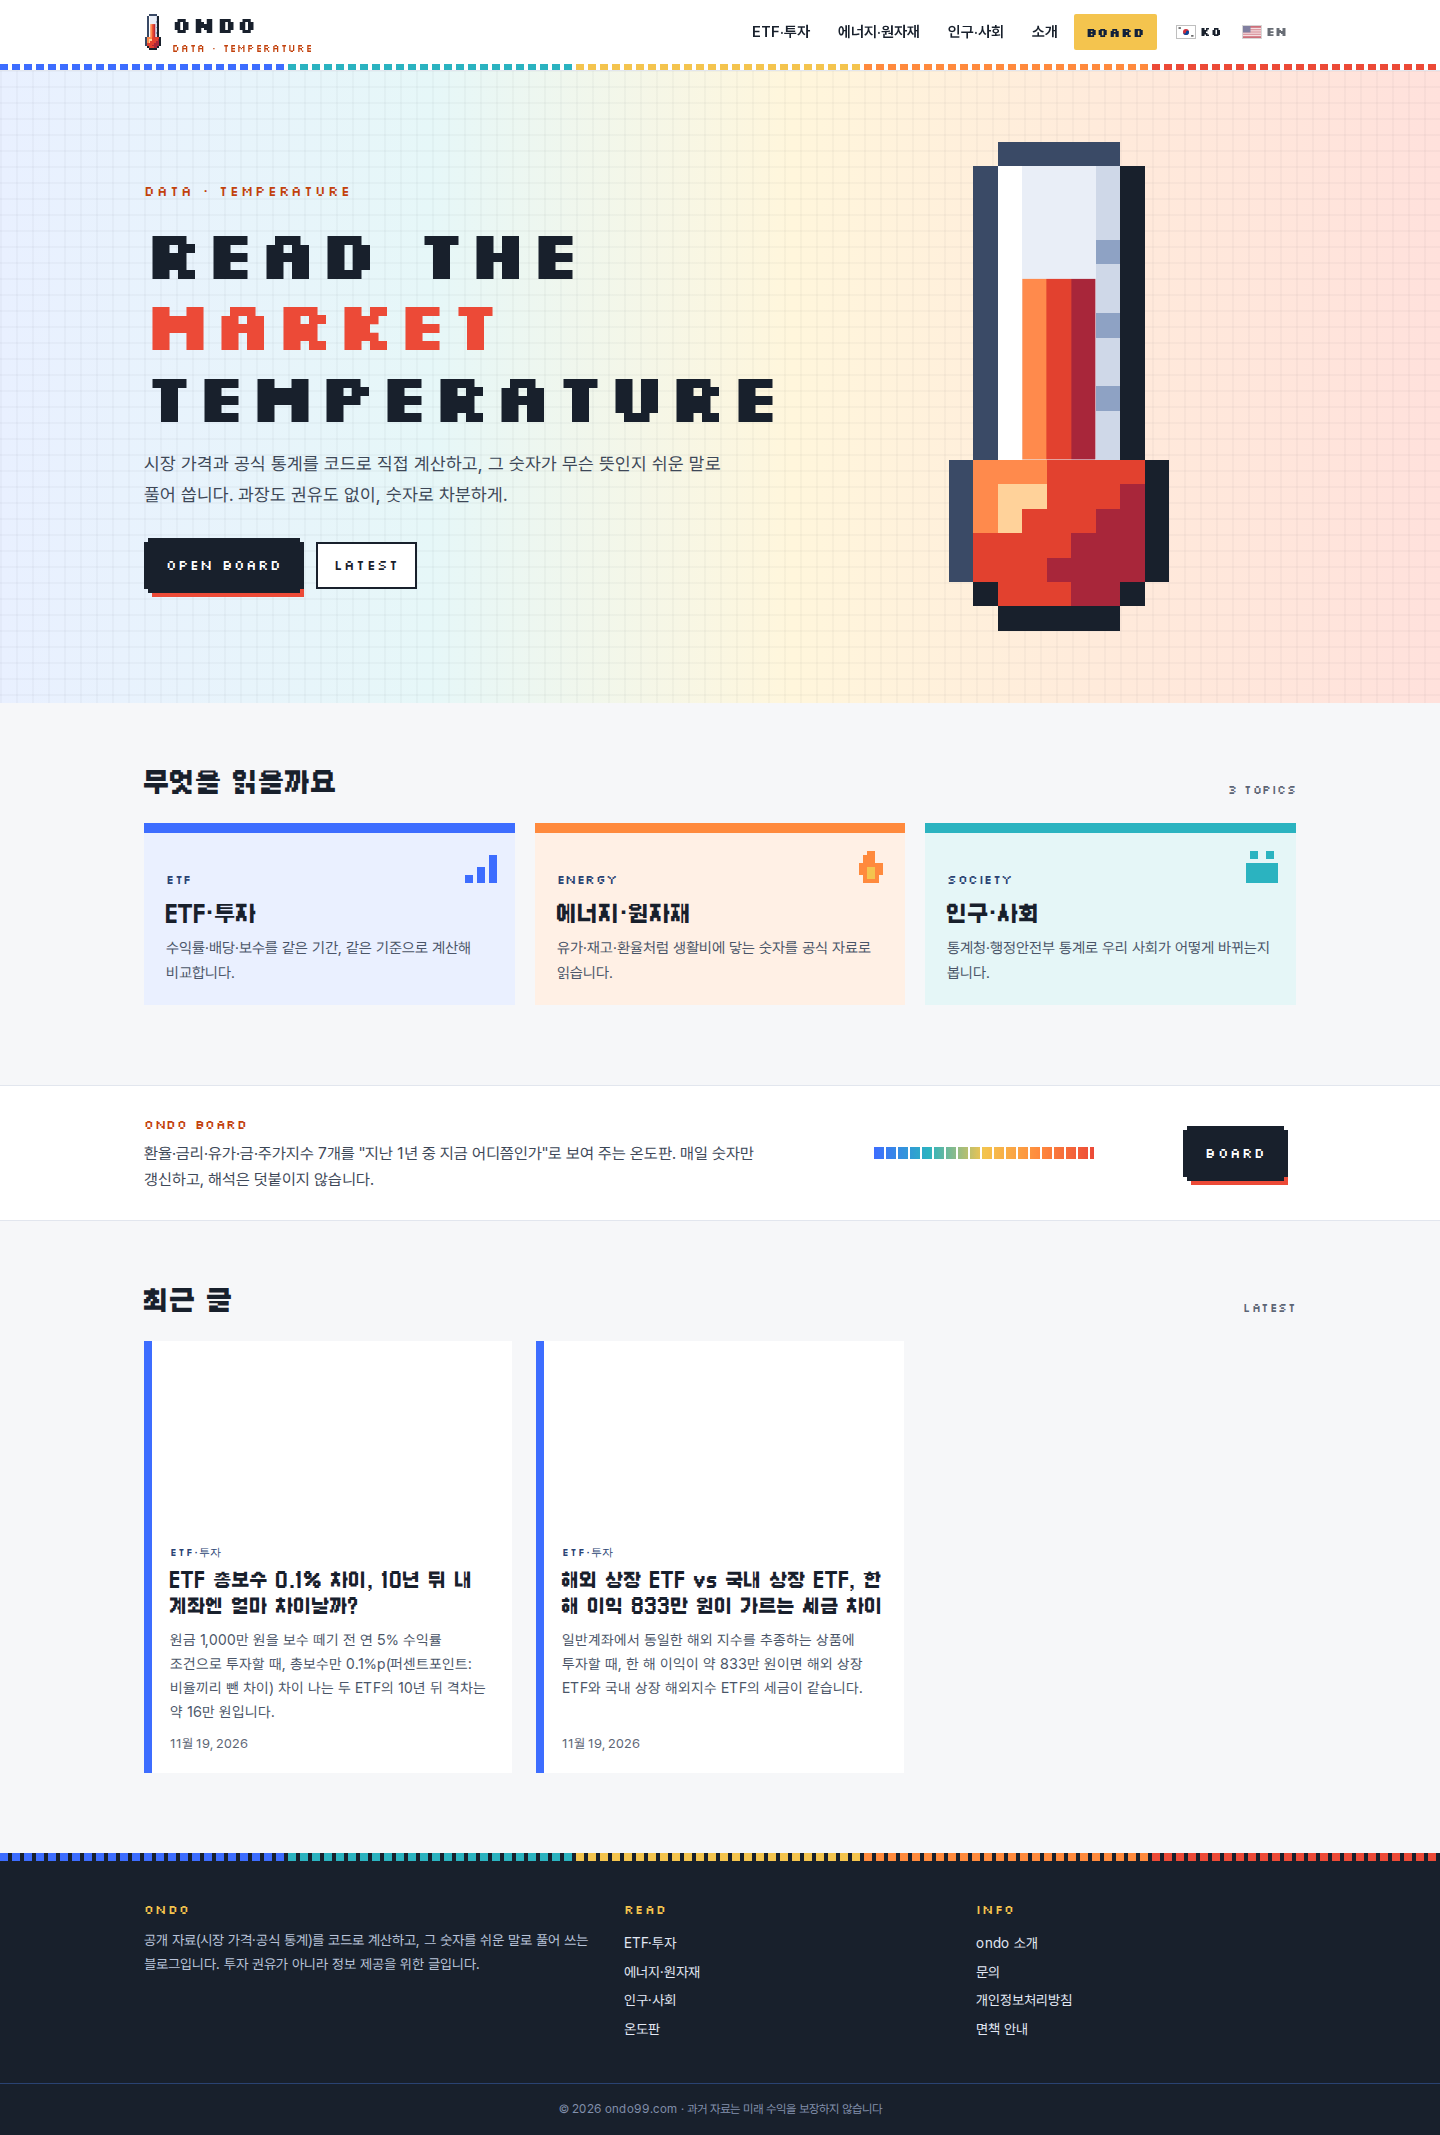 ONDO
DATA · TEMPERATURE
ETF·투자
에너지·원자재
인구·사회
소개
BOARD
KO
EN
DATA · TEMPERATURE
READ THE
MARKET
TEMPERATURE
시장 가격과 공식 통계를 코드로 직접 계산하고, 그 숫자가 무슨 뜻인지 쉬운 말로
풀어 씁니다. 과장도 권유도 없이, 숫자로 차분하게.
OPEN BOARD
LATEST
무엇을 읽을까요
3 TOPICS
ETF
ETF·투자
수익률·배당·보수를 같은 기간, 같은 기준으로 계산해
비교합니다.
ENERGY
에너지·원자재
유가·재고·환율처럼 생활비에 닿는 숫자를 공식 자료로
읽습니다.
SOCIETY
인구·사회
통계청·행정안전부 통계로 우리 사회가 어떻게 바뀌는지
봅니다.
ONDO BOARD
환율·금리·유가·금·주가지수 7개를 "지난 1년 중 지금 어디쯤인가"로 보여 주는 온도판. 매일 숫자만
갱신하고, 해석은 덧붙이지 않습니다.
BOARD
최근 글
LATEST
ETF·투자
ETF 총보수 0.1% 차이, 10년 뒤 내
계좌엔 얼마 차이날까?
원금 1,000만 원을 보수 떼기 전 연 5% 수익률
조건으로 투자할 때, 총보수만 0.1%p(퍼센트포인트:
비율끼리 뺀 차이) 차이 나는 두 ETF의 10년 뒤 격차는
약 16만 원입니다.
11월 19, 2026
ETF·투자
해외 상장 ETF vs 국내 상장 ETF, 한
해 이익 833만 원이 가르는 세금 차이
일반계좌에서 동일한 해외 지수를 추종하는 상품에
투자할 때, 한 해 이익이 약 833만 원이면 해외 상장
ETF와 국내 상장 해외지수 ETF의 세금이 같습니다.
11월 19, 2026
ONDO
공개 자료(시장 가격·공식 통계)를 코드로 계산하고, 그 숫자를 쉬운 말로 풀어 쓰는
블로그입니다. 투자 권유가 아니라 정보 제공을 위한 글입니다.
READ
ETF·투자
에너지·원자재
인구·사회
온도판
INFO
ondo 소개
문의
개인정보처리방침
면책 안내
© 2026 ondo99.com · 과거 자료는 미래 수익을 보장하지 않습니다